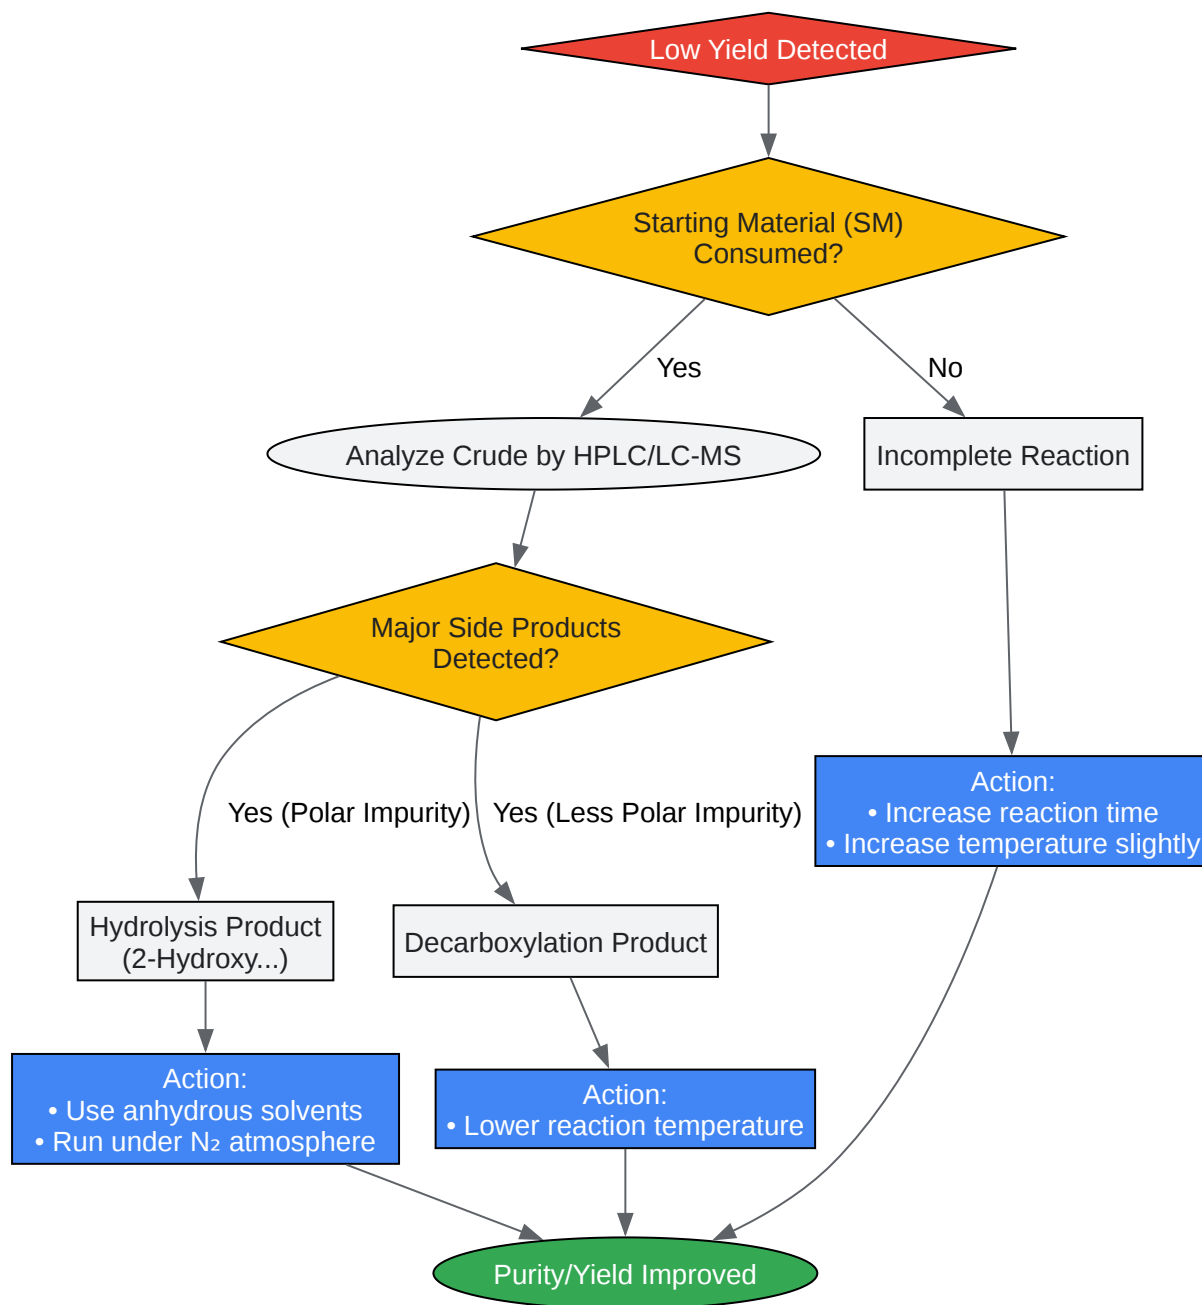 Low Yield Detected
Starting Material (SM)
Consumed?
Yes
No
Analyze Crude by HPLC/LC-MS
Incomplete Reaction
Major Side Products
Detected?
Yes (Polar Impurity)
Yes (Less Polar Impurity)
Action:
• Increase reaction time
• Increase temperature slightly
Hydrolysis Product
(2-Hydroxy...)
Decarboxylation Product
Action:
• Use anhydrous solvents
• Run under N₂ atmosphere
Action:
• Lower reaction temperature
Purity/Yield Improved